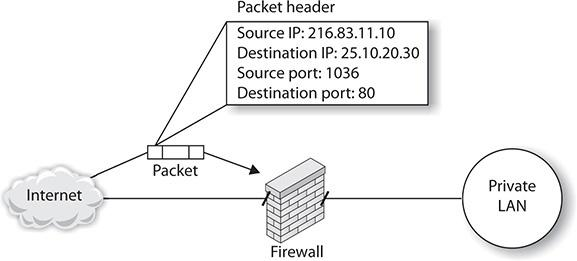 Packet header
Source IP: 216.83.11.10
Destination IP: 25.10.20.30
Source port: 1036
Destination port: 80
Packet
Internet
Private
LAN
Firewall